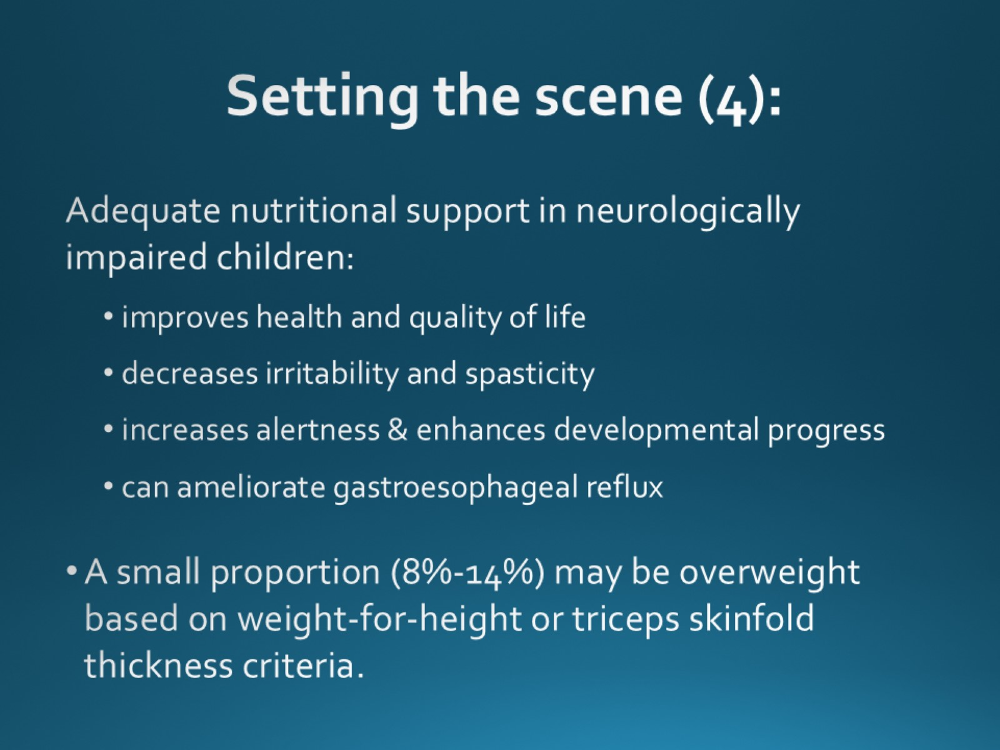 Setting the scene (4):
Adequate nutritional support in neurologically
impaired children:
• improves health and quality of life
• decreases irritability and spasticity
• increases alertness & enhances developmental progress
• can ameliorate gastroesophageal reflux
• A small proportion (8%-14%) may be overweight
based on weight-for-height or triceps skinfold
thickness criteria.